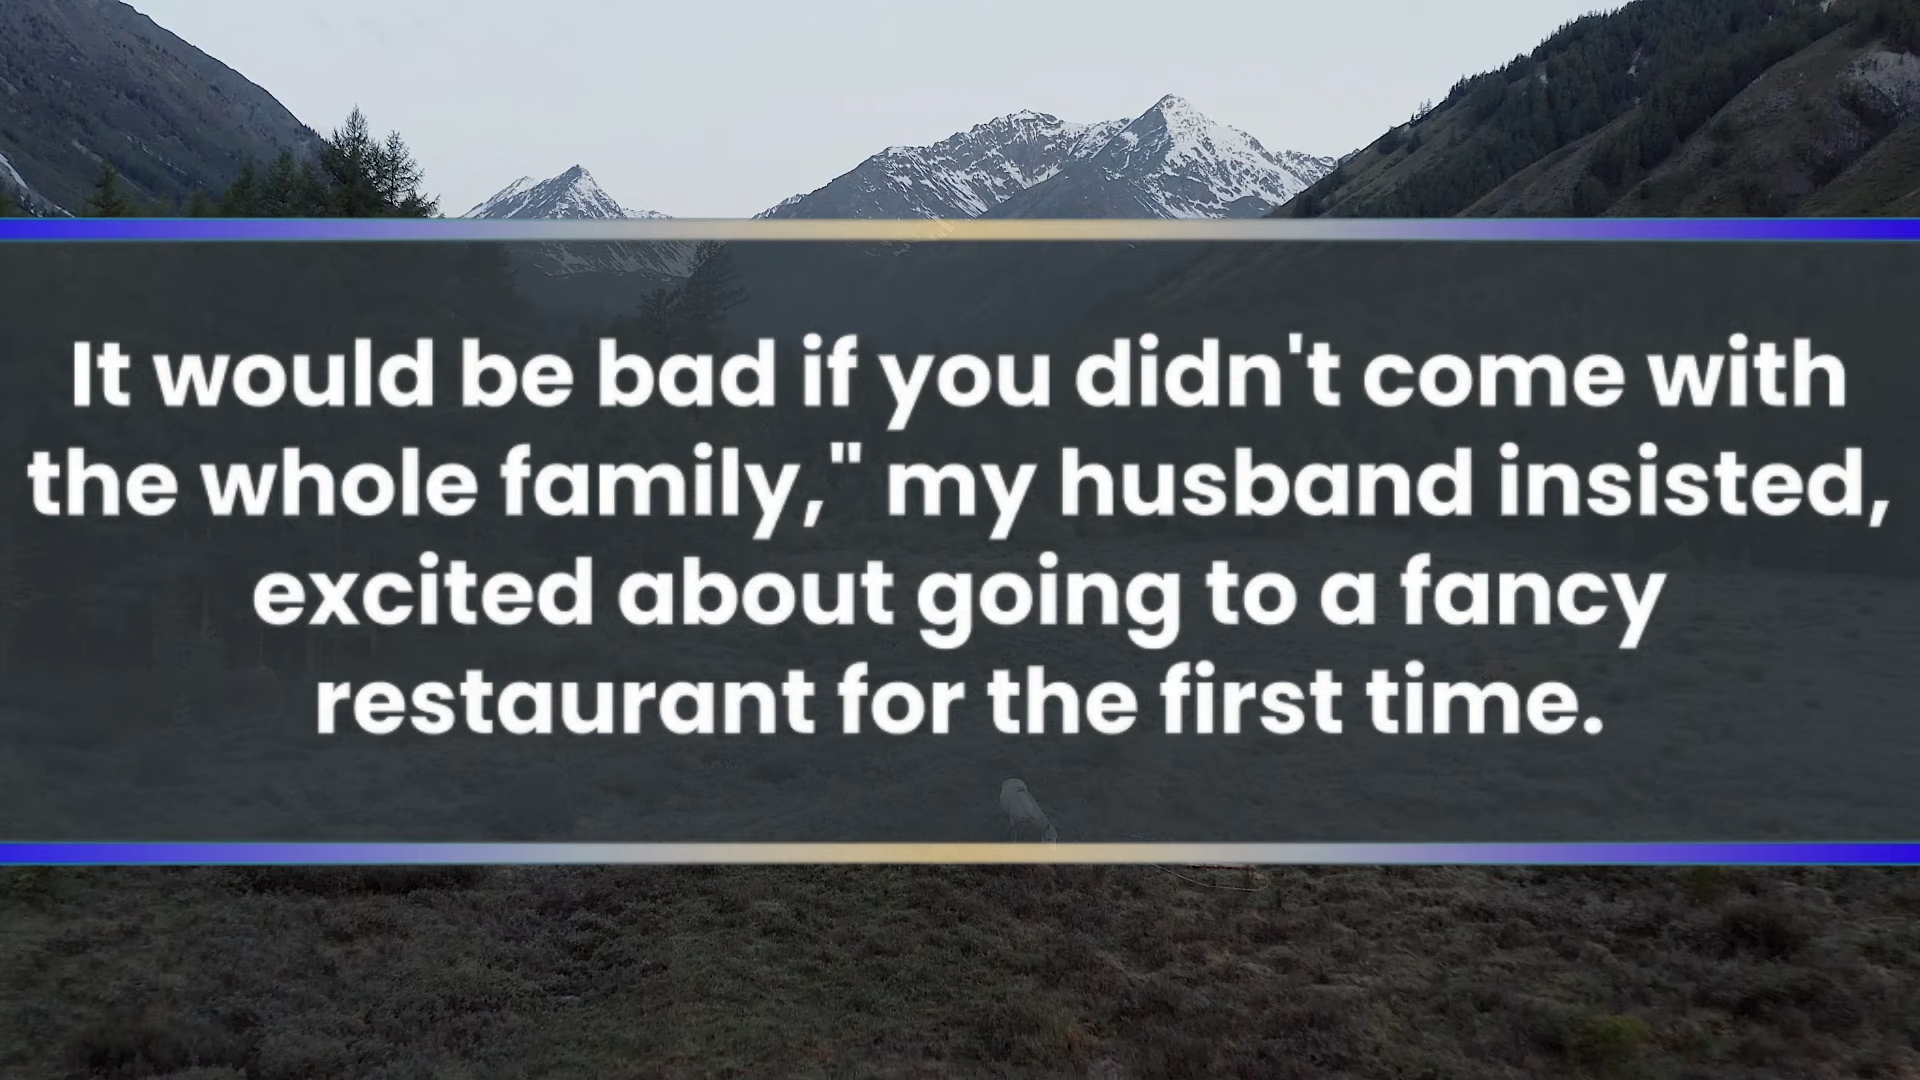 It would be bad if you didn't come with
the whole family," my husband insisted,
excited about going to a fancy
restaurant for the first time.